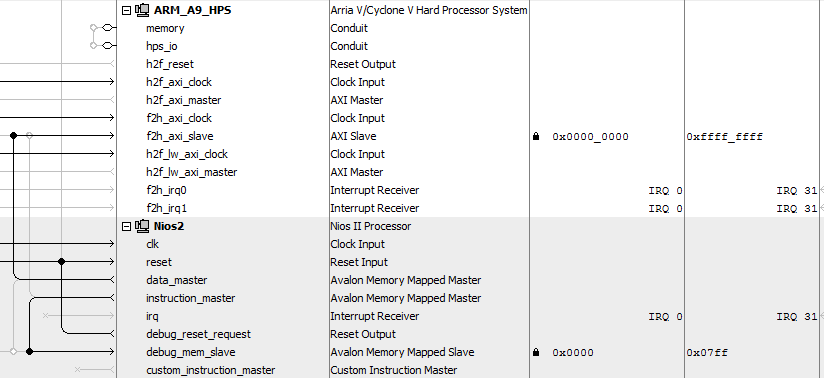 ARM_A9_HPS Arria V/Cyclone V Hard Processor System
memory Conduit
hps_io Conduit
h2f_reset Reset Output
h2f_axi_clock Clock Input
h2f_axi_master AXI Master
f2h_axi_clock Clock Input
f2h_axi_slave AXI Slave 0x0000_0000 0xffff_ffff
h2f_lw_axi_clock Clock Input
h2f_lw_axi_master AXI Master
f2h_irq0 Interrupt Receiver IRQ 0 IRQ 31
f2h_irq1 Interrupt Receiver IRQ 0 IRQ 31
Nios2 Nios II Processor
clk Clock Input
reset Reset Input
data_master Avalon Memory Mapped Master
instruction_master Avalon Memory Mapped Master
irq Interrupt Receiver IRQ 0 IRQ 31
debug_reset_request Reset Output
debug_mem_slave Avalon Memory Mapped Slave 0x0000 0x07ff
custom_instruction_master Custom Instruction Master